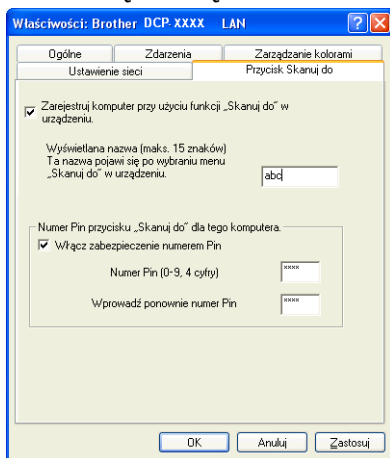 Właściwości: Brother DCP-XXXX LAN
Ogólne Zdarzenia Zarządzanie kolorami
Ustawienie sieci Przycisk Skanuj do
Zarejestruj komputer przy użyciu funkcji „Skanuj do” w
urządzeniu.
Wyświetlana nazwa (maks. 15 znaków)
Ta nazwa pojawi się po wybraniu menu
„Skanuj do” w urządzeniu.
abc
Numer Pin przycisku „Skanuj do” dla tego komputera.
Włącz zabezpieczenie numerem Pin
Numer Pin (0-9, 4 cyfry) ××××
Wprowadź ponownie numer Pin ××××
OK Anuluj Zastosuj